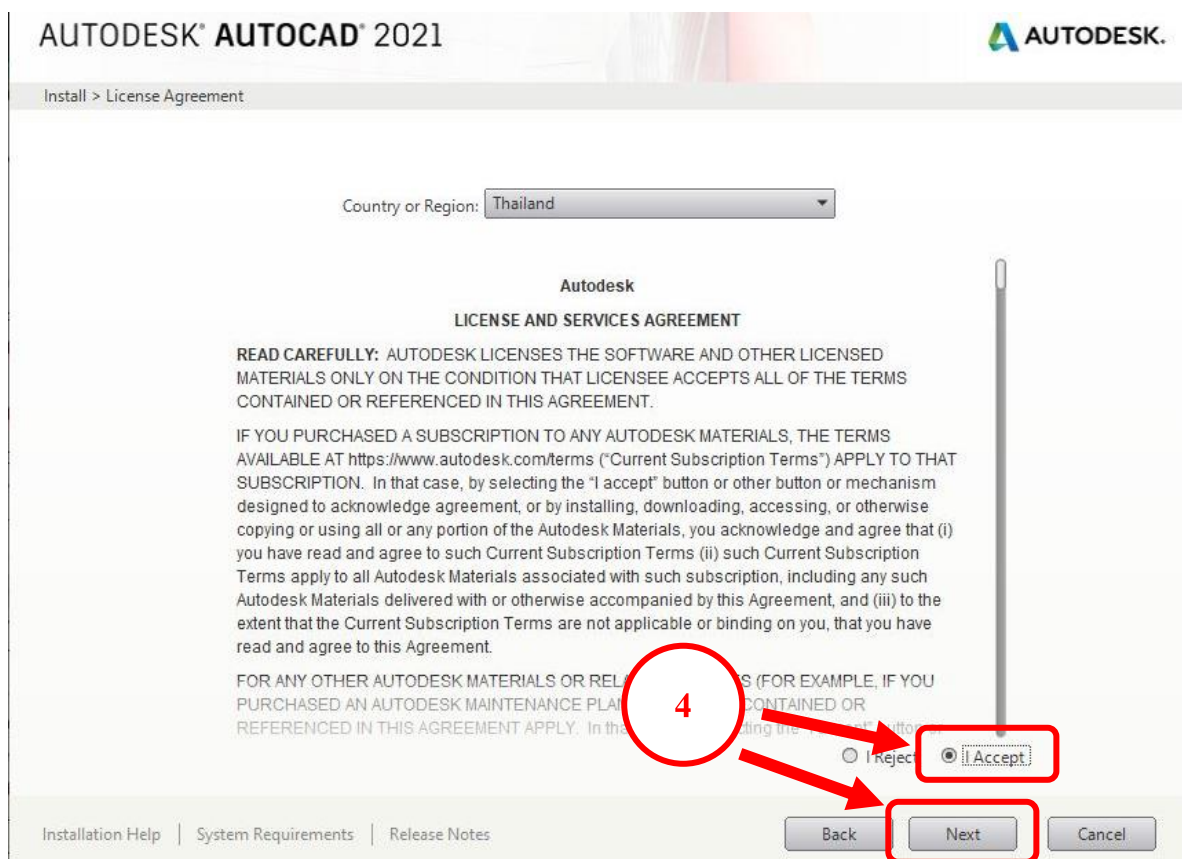 AUTODESK® AUTOCAD® 2021
AUTODESK.
Install > License Agreement
Country or Region: Thailand
Autodesk
LICENSE AND SERVICES AGREEMENT
READ CAREFULLY: AUTODESK LICENSES THE SOFTWARE AND OTHER LICENSED
MATERIALS ONLY ON THE CONDITION THAT LICENSEE ACCEPTS ALL OF THE TERMS
CONTAINED OR REFERENCED IN THIS AGREEMENT.
IF YOU PURCHASED A SUBSCRIPTION TO ANY AUTODESK MATERIALS, THE TERMS
AVAILABLE AT https://www.autodesk.com/terms (“Current Subscription Terms”) APPLY TO THAT
SUBSCRIPTION. In that case, by selecting the “I accept” button or other button or mechanism
designed to acknowledge agreement, or by installing, downloading, accessing, or otherwise
copying or using all or any portion of the Autodesk Materials, you acknowledge and agree that (i)
you have read and agree to such Current Subscription Terms (ii) such Current Subscription
Terms apply to all Autodesk Materials associated with such subscription, including any such
Autodesk Materials delivered with or otherwise accompanied by this Agreement, and (iii) to the
extent that the Current Subscription Terms are not applicable or binding on you, that you have
read and agree to this Agreement.
FOR ANY OTHER AUTODESK MATERIALS OR (FOR EXAMPLE, IF YOU
PURCHASED AN AUTODESK MAINTENANCE CONTAINED OR
REFERENCED IN THIS AGREEMENT APPLY. In the
4
I Reject
I Accept
Installation Help | System Requirements | Release Notes
Back
Next
Cancel